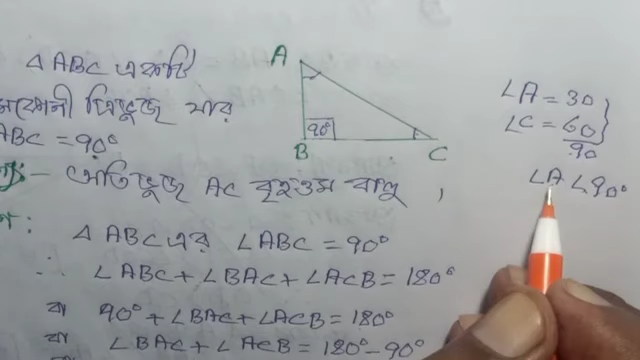 Δ ABC একটি
সমকোণী ত্রিভুজ যার
ABC = 90°
A
90°
B
C
∠A = 30
∠C = 60
90
∠A < 90°
:- অতিভুজ AC বৃহত্তম বাহু,
:
Δ ABC এর ∠ABC = 90°
∴ ∠ABC + ∠BAC + ∠ACB = 180°
বা 90° + ∠BAC + ∠ACB = 180°
বা ∠BAC + ∠ACB = 180° - 90°